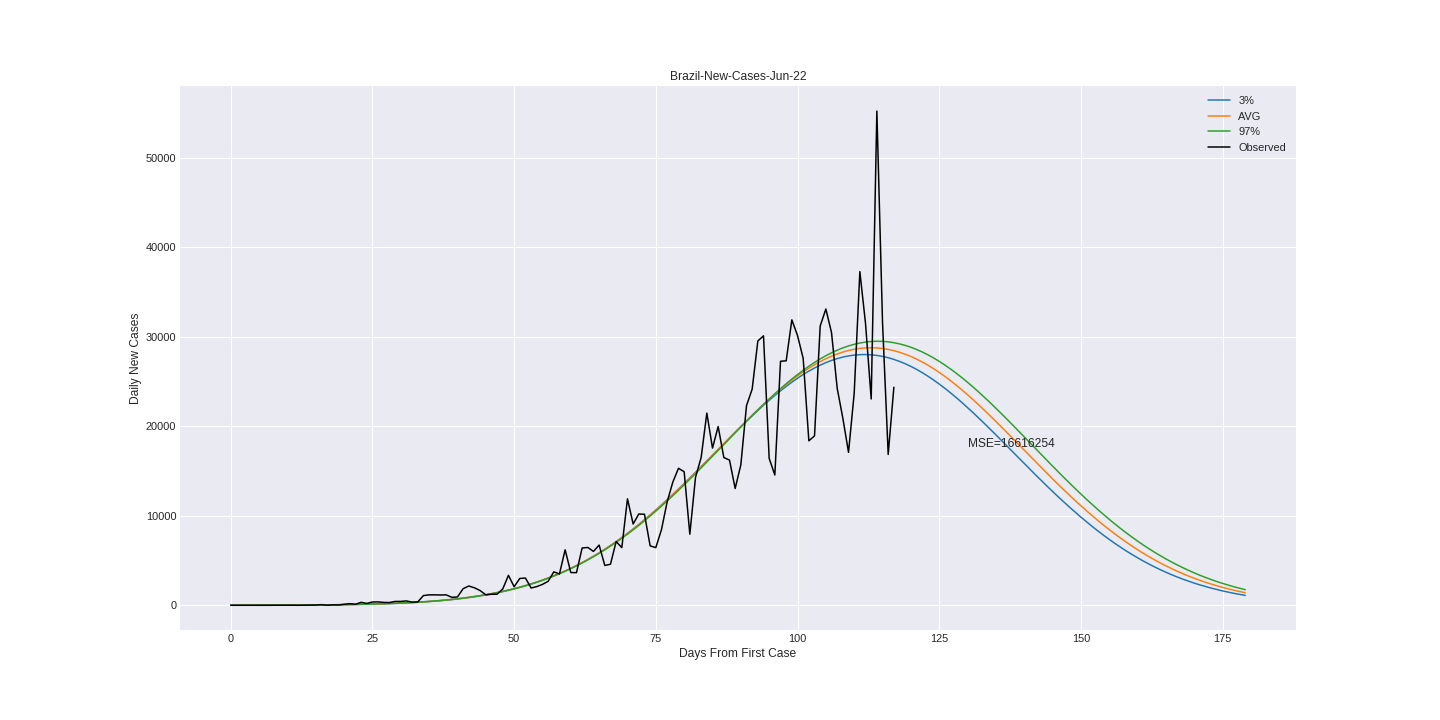 Brazil-New-Cases-Jun-22
3%
AVG
97%
Observed
Daily New Cases
50000
40000
30000
20000
10000
0
MSE=16616254
0 25 50 75 100 125 150 175
Days From First Case